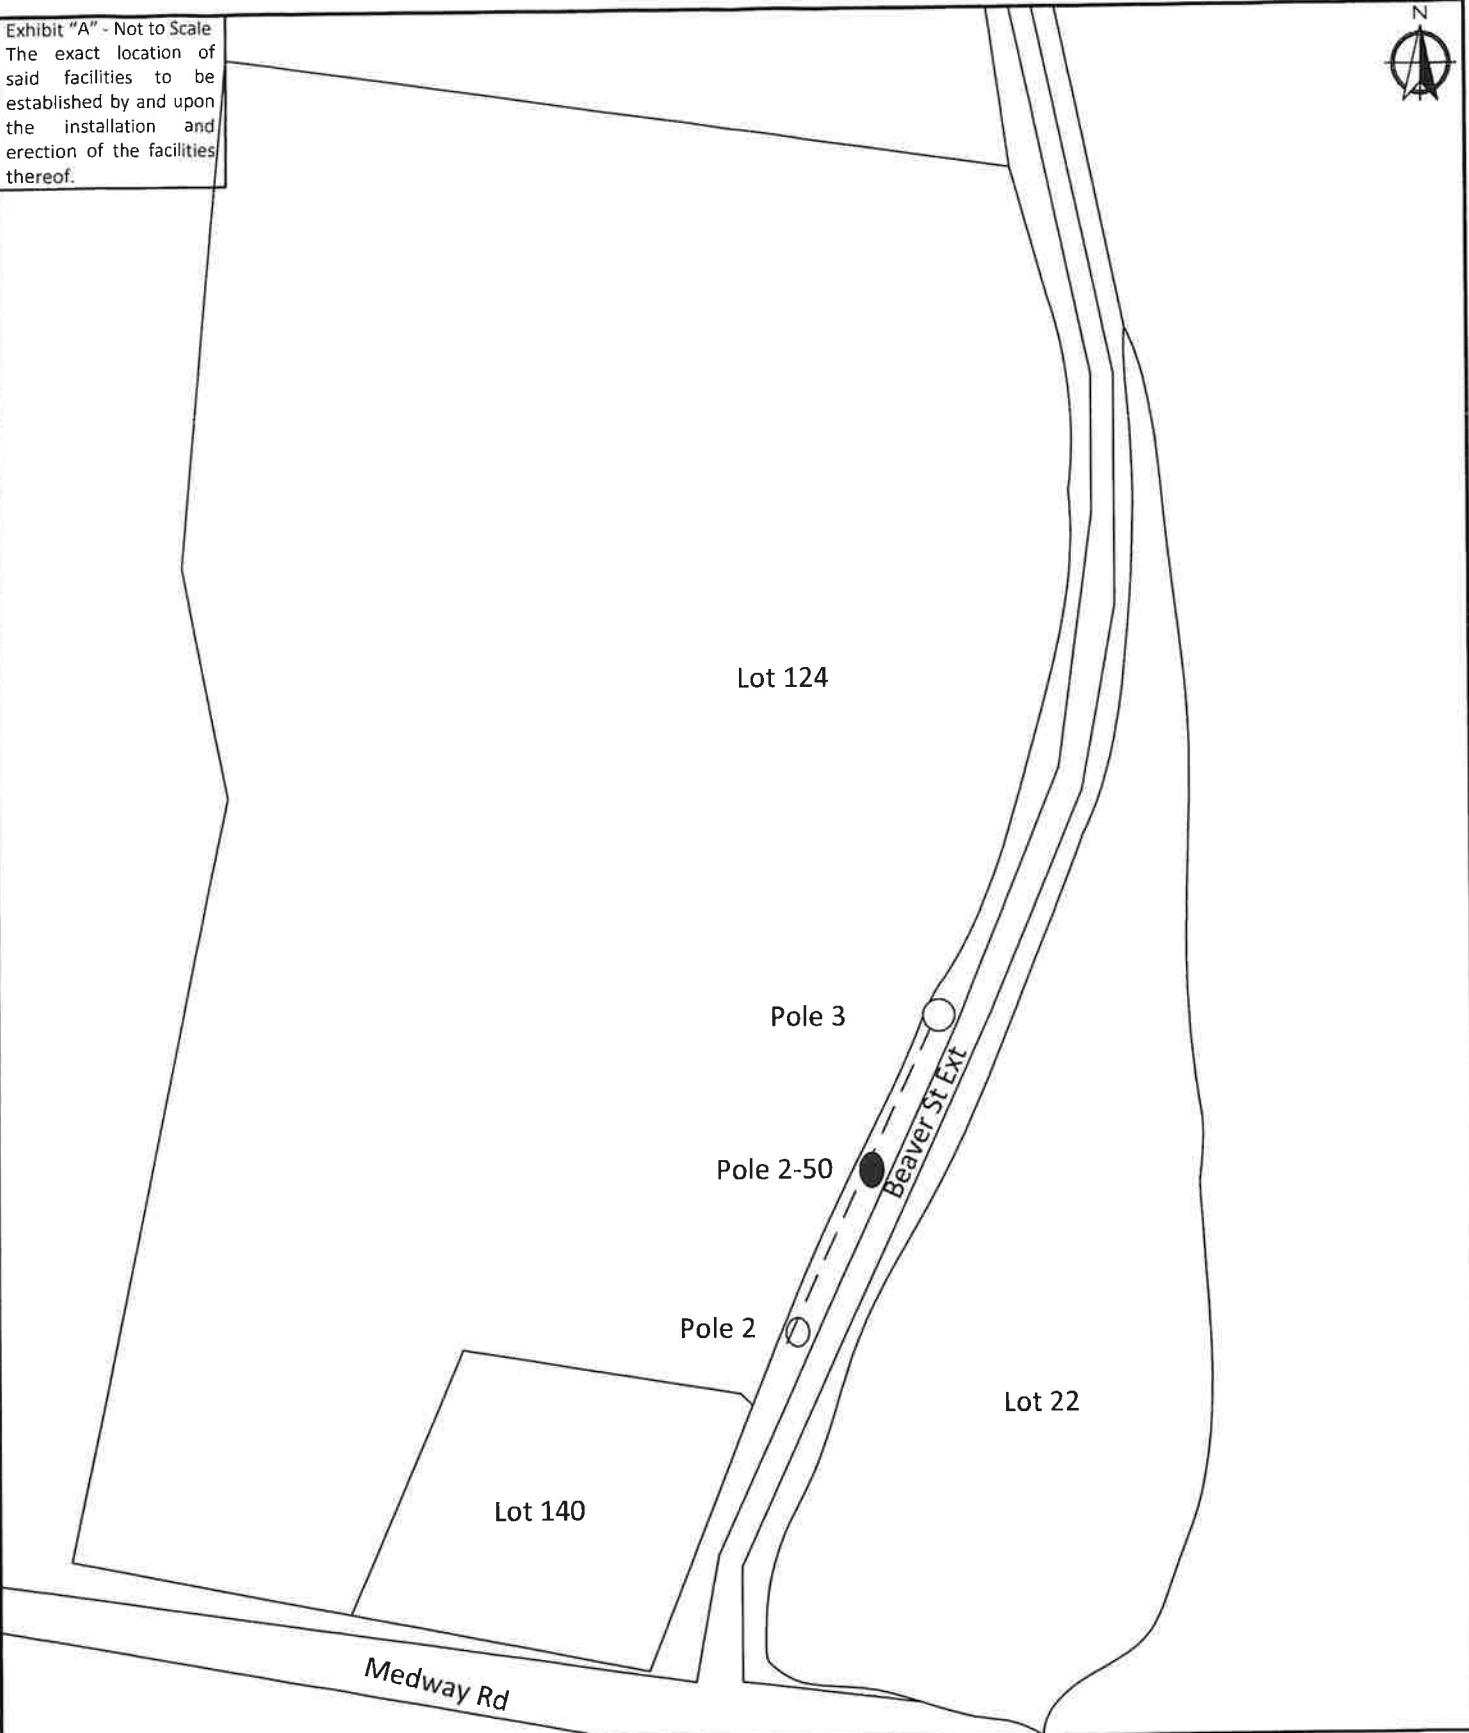 Exhibit "A" - Not to Scale
The exact location of
said facilities to be
established by and upon
the installation and
erection of the facilities
thereof.
N
Lot 124
Pole 3
Beaver St Ext
Pole 2-50
Pole 2
Lot 22
Lot 140
Medway Rd